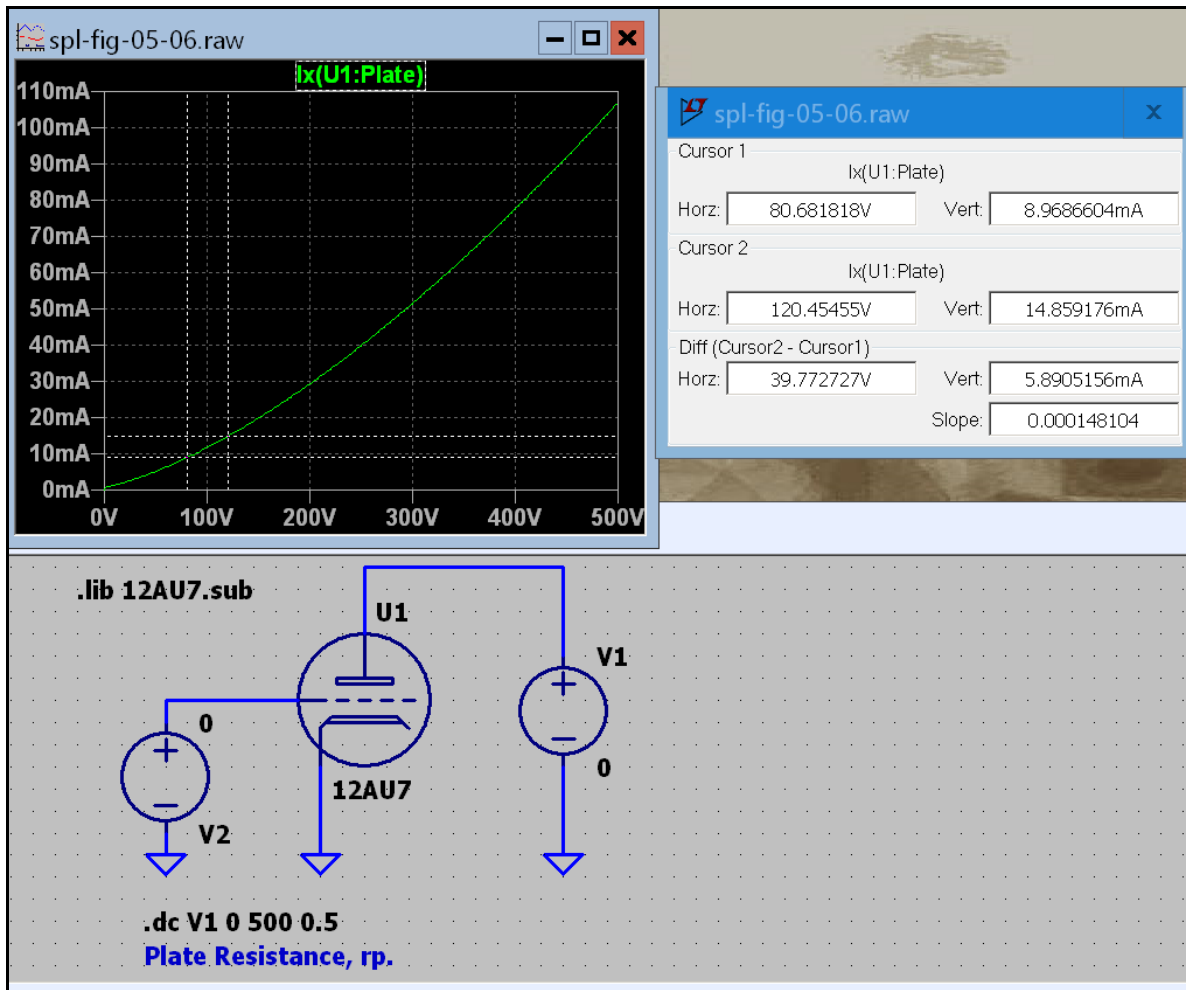 spl-fig-05-06.raw
Ix(U1:Plate)
110mA
100mA
90mA
80mA
70mA
60mA
50mA
40mA
30mA
20mA
10mA
0mA
0V 100V 200V 300V 400V 500V
spl-fig-05-06.raw x
Cursor 1
Ix(U1:Plate)
Horz: 80.681818V Vert: 8.9686604mA
Cursor 2
Ix(U1:Plate)
Horz: 120.45455V Vert: 14.859176mA
Diff (Cursor2 - Cursor1)
Horz: 39.772727V Vert: 5.8905156mA
Slope: 0.000148104
.lib 12AU7.sub
U1
V1
0
0
12AU7
V2
.dc V1 0 500 0.5
Plate Resistance, rp.